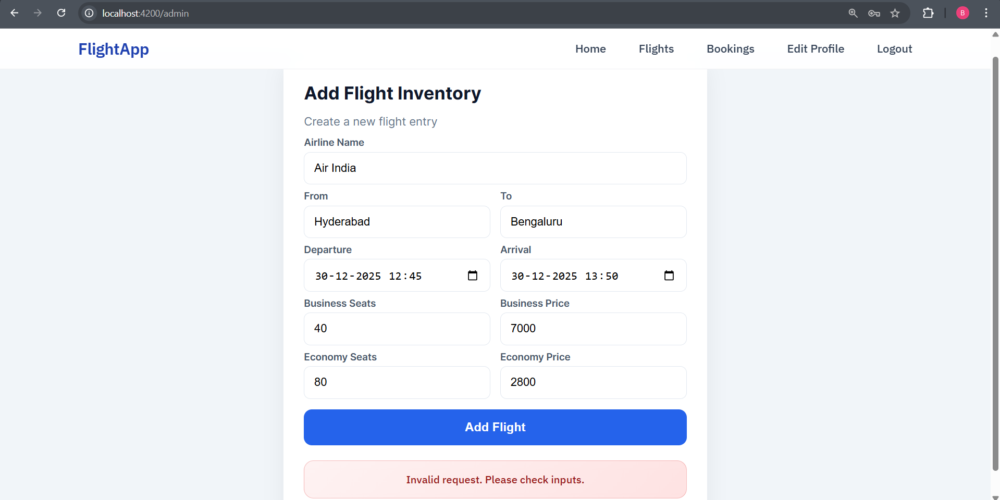 localhost:4200/admin
B
FlightApp
Home Flights Bookings Edit Profile Logout
Add Flight Inventory
Create a new flight entry
Airline Name
Air India
From To
Hyderabad Bengaluru
Departure Arrival
30-12-2025 12:45 30-12-2025 13:50
Business Seats Business Price
40 7000
Economy Seats Economy Price
80 2800
Add Flight
Invalid request. Please check inputs.